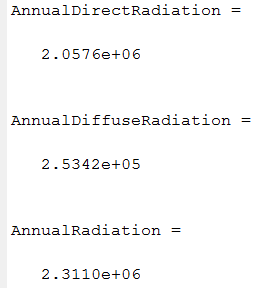 AnnualDirectRadiation =
2.0576e+06
AnnualDiffuseRadiation =
2.5342e+05
AnnualRadiation =
2.3110e+06